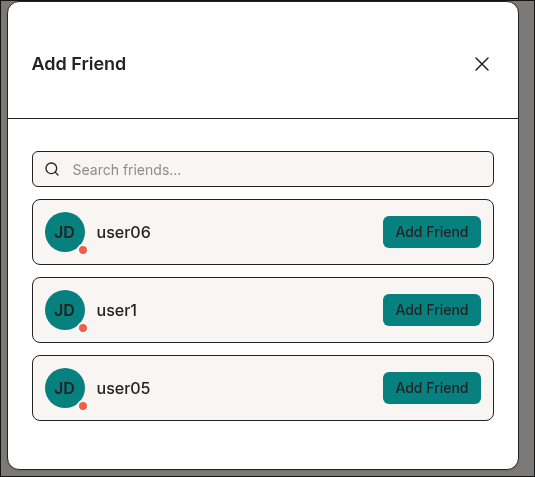 Add Friend
Search friends...
JD user06 Add Friend
JD user1 Add Friend
JD user05 Add Friend